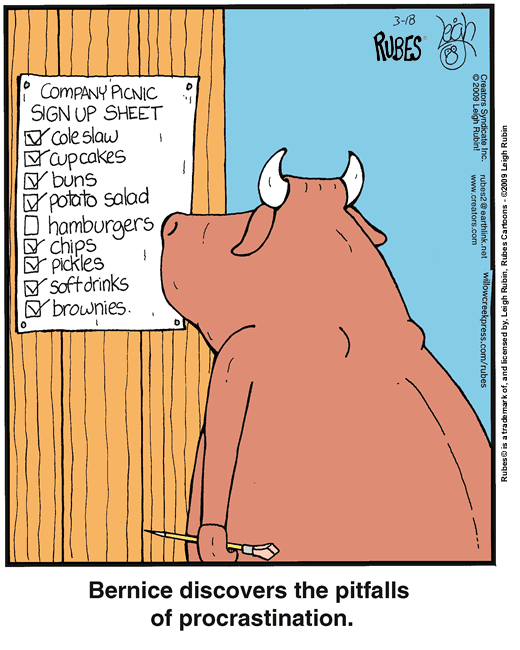 3-18
RUBES
Leigh
COMPANY PICNIC
SIGN UP SHEET
cole slaw
cupcakes
buns
potato salad
hamburgers
chips
pickles
soft drinks
brownies.
Creators Syndicate Inc.
© 2009 Leigh Rubin!
rubes2@earthlink.net
www.creators.com
willowcreekpress.com/rubes
Rubes© is a trademark of, and licensed by, Leigh Rubin, Rubes Cartoons - ©2009 Leigh Rubin
Bernice discovers the pitfalls
of procrastination.